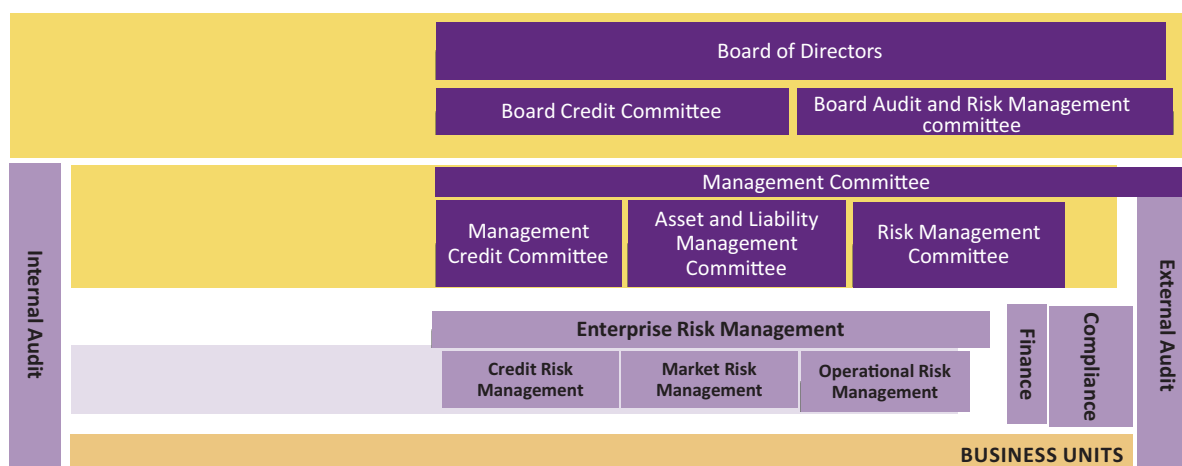 Board of Directors
Board Credit Committee
Board Audit and Risk Management
committee
Management Committee
Management
Credit Committee
Asset and Liability
Management
Committee
Risk Management
Committee
Internal Audit
External Audit
Enterprise Risk Management
Credit Risk
Management
Market Risk
Management
Operational Risk
Management
Finance
Compliance
BUSINESS UNITS